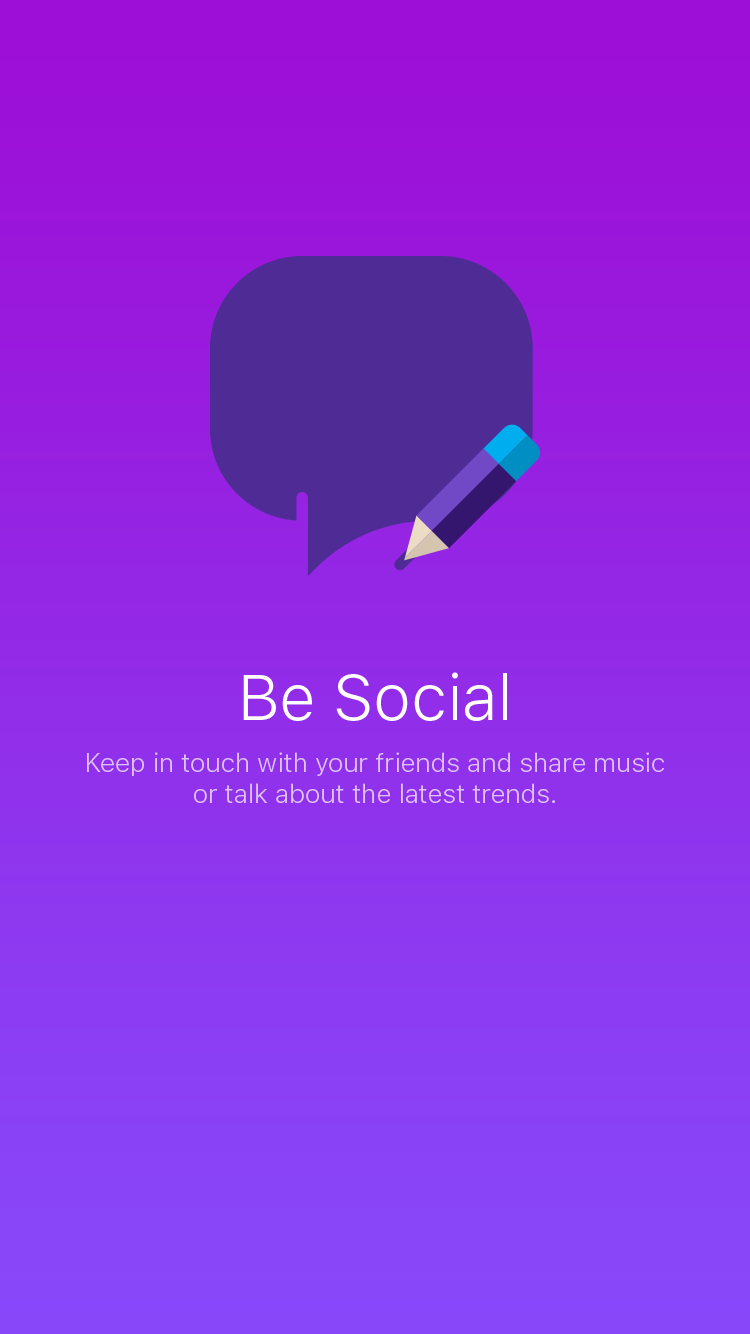 Be Social
Keep in touch with your friends and share music
or talk about the latest trends.